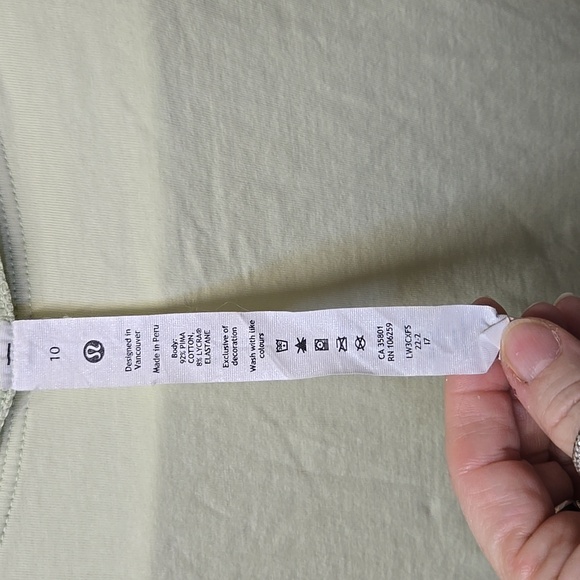 10
Designed in
Vancouver
Made in Peru
Body:
92% PIMA
COTTON,
8% LYCRA®
ELASTANE
Exclusive of
decoration
Wash with like
colours
CA 35801
RN 106259
LW3CXFS
22-2
17